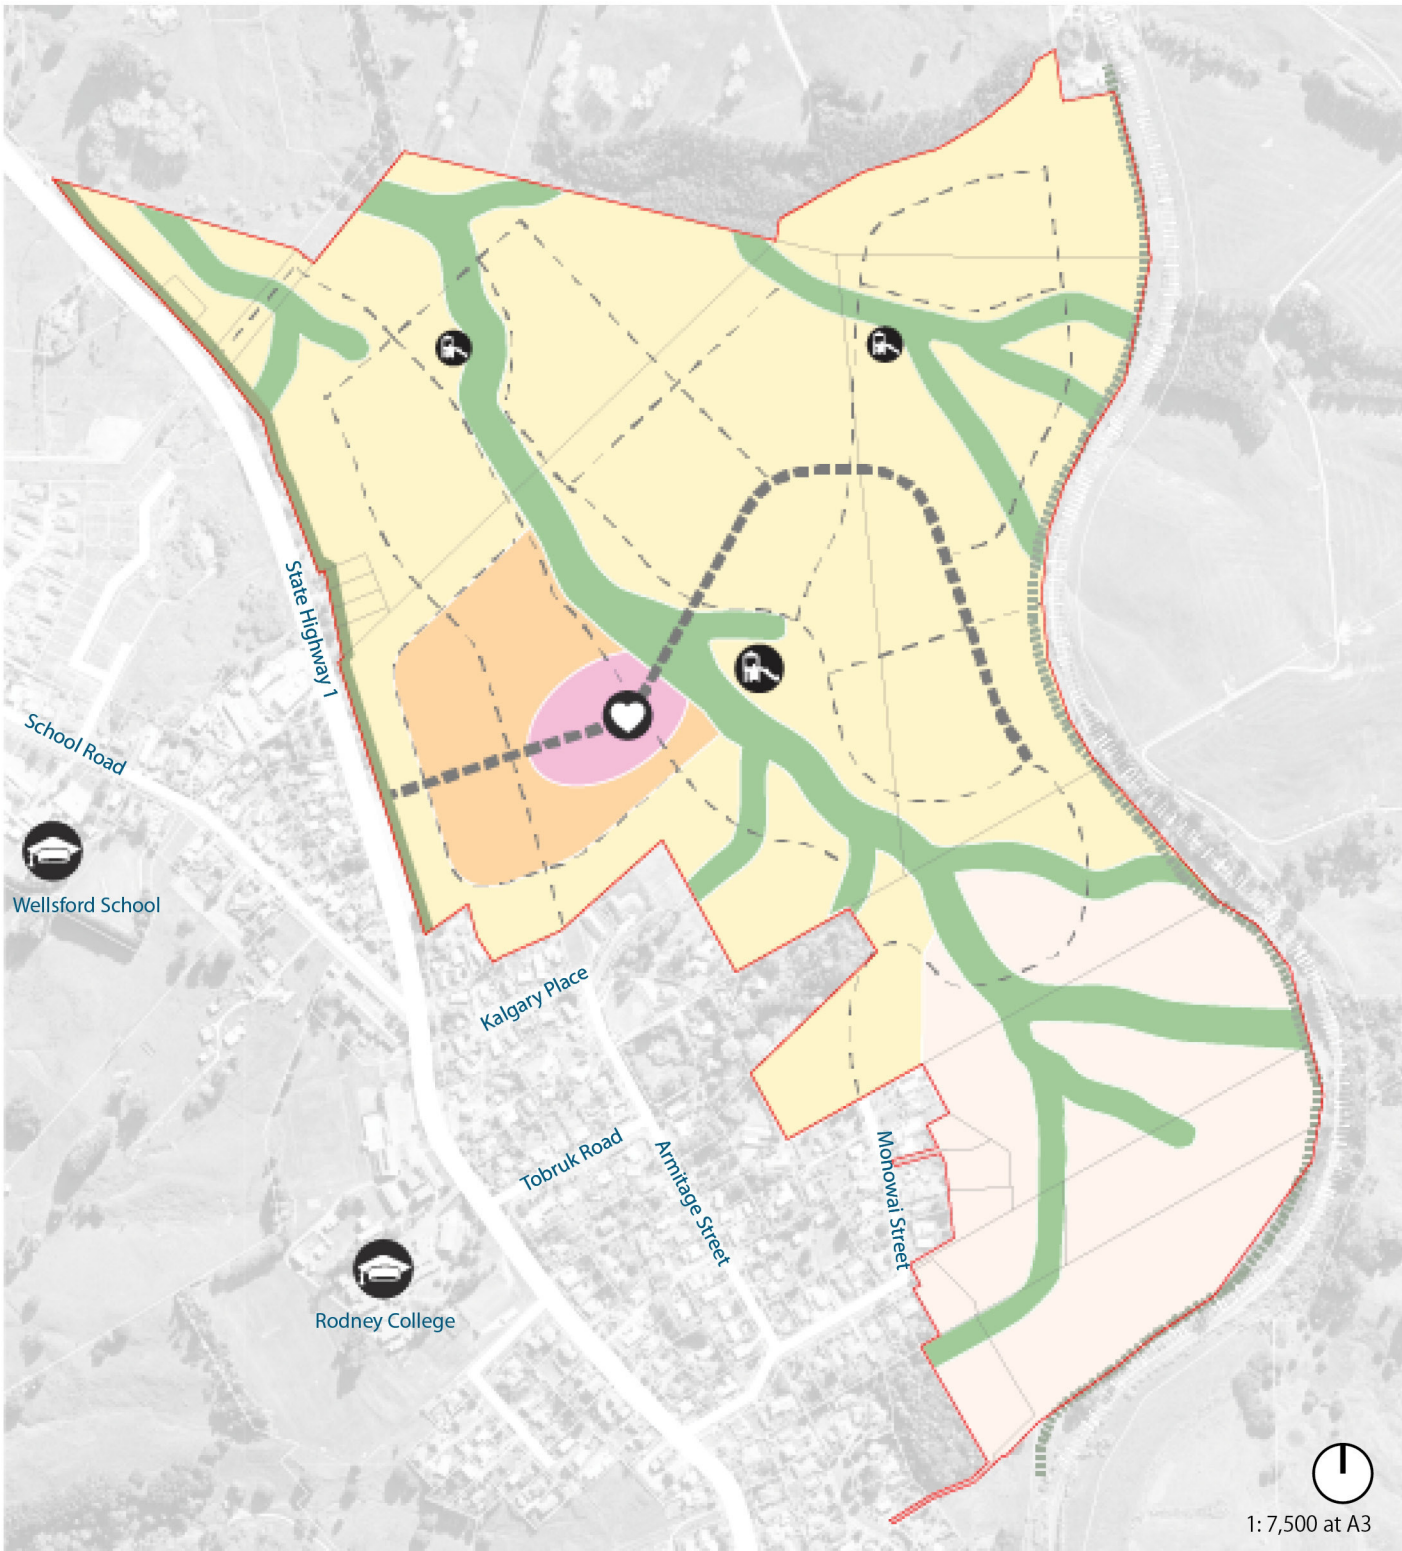 State Highway 1
School Road
Wellsford School
Kalgary Place
Tobruk Road
Armitage Street
Monowai Street
Rodney College
1: 7,500 at A3